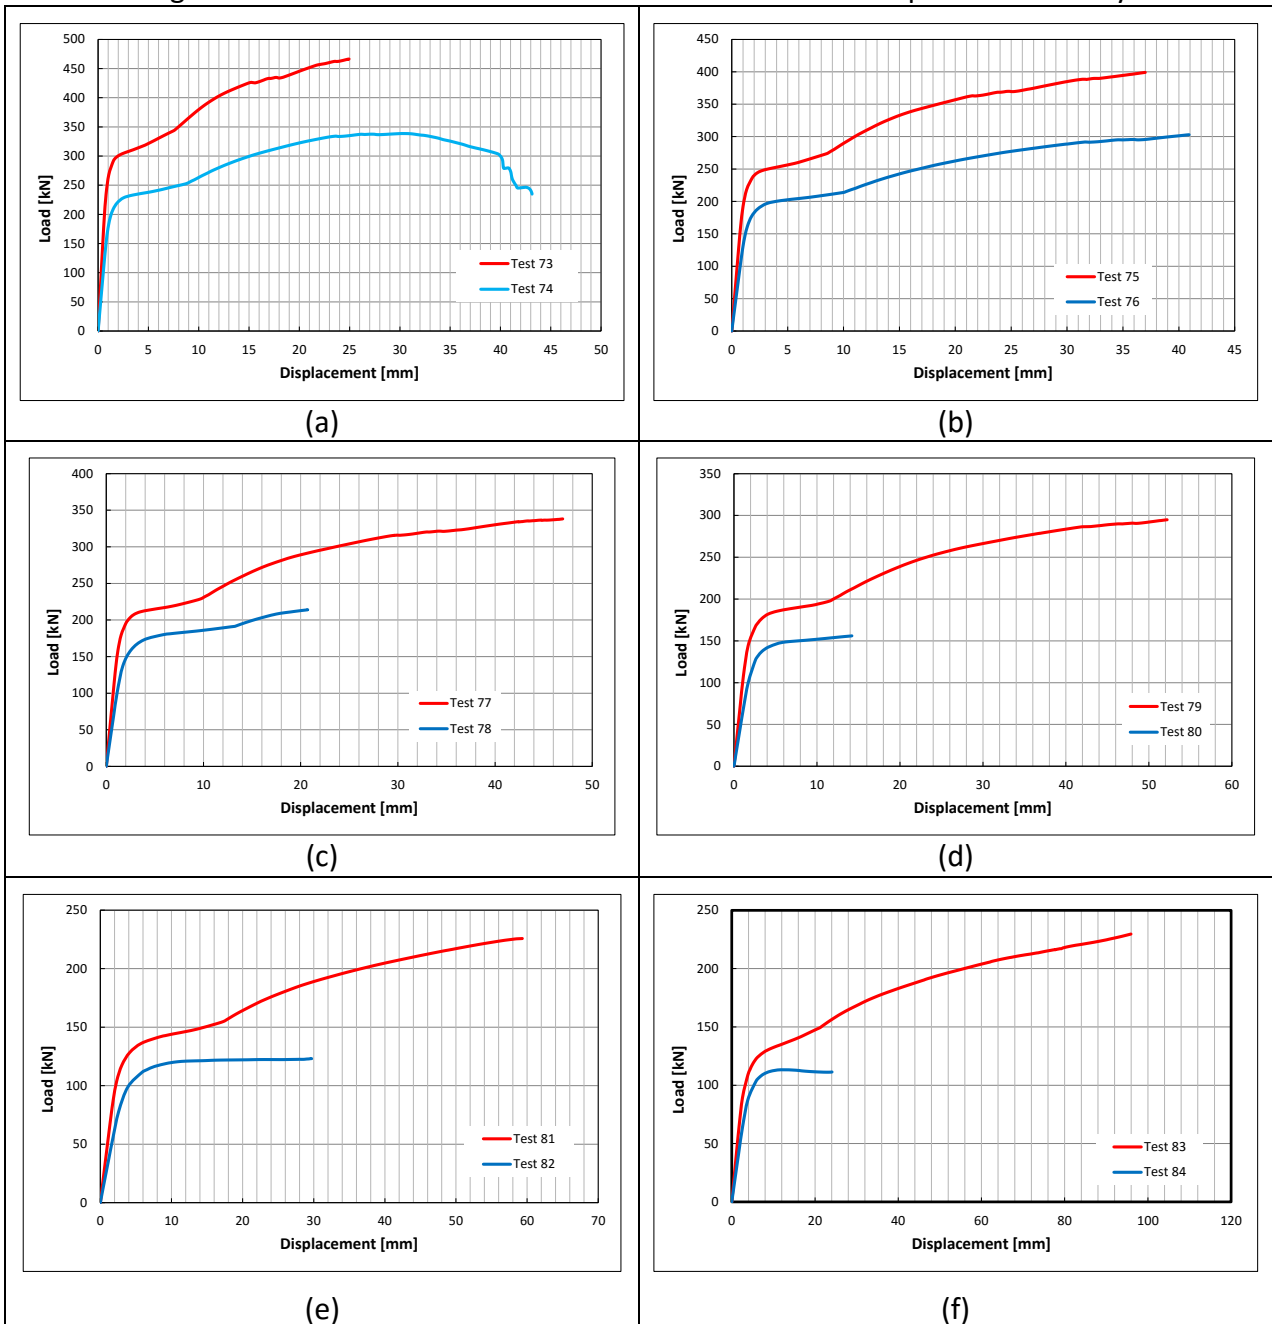 500
450
400
350
300
250
200
150
100
50
0
Load [kN]
Test 73
Test 74
0 5 10 15 20 25 30 35 40 45 50
Displacement [mm]
(a)
450
400
350
300
250
200
150
100
50
0
Load [kN]
Test 75
Test 76
0 5 10 15 20 25 30 35 40 45
Displacement [mm]
(b)
400
350
300
250
200
150
100
50
0
Load [kN]
Test 77
Test 78
0 10 20 30 40 50
Displacement [mm]
(c)
350
300
250
200
150
100
50
0
Load [kN]
Test 79
Test 80
0 10 20 30 40 50 60
Displacement [mm]
(d)
250
200
150
100
50
0
Load [kN]
Test 81
Test 82
0 10 20 30 40 50 60 70
Displacement [mm]
(e)
250
200
150
100
50
0
Load [kN]
Test 83
Test 84
0 20 40 60 80 100 120
Displacement [mm]
(f)